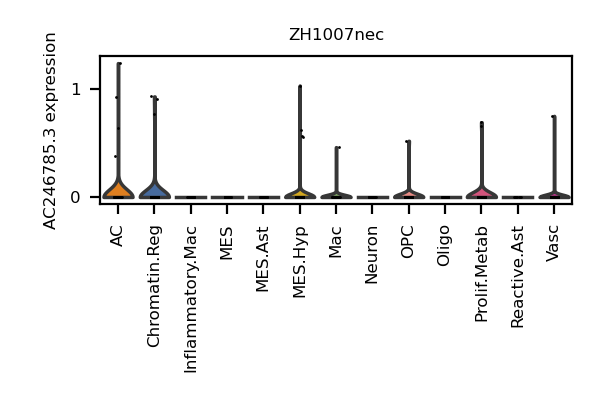 ZH1007nec
AC246785.3 expression
1
0
AC
Chromatin.Reg
Inflammatory.Mac
MES
MES.Ast
MES.Hyp
Mac
Neuron
OPC
Oligo
Prolif.Metab
Reactive.Ast
Vasc